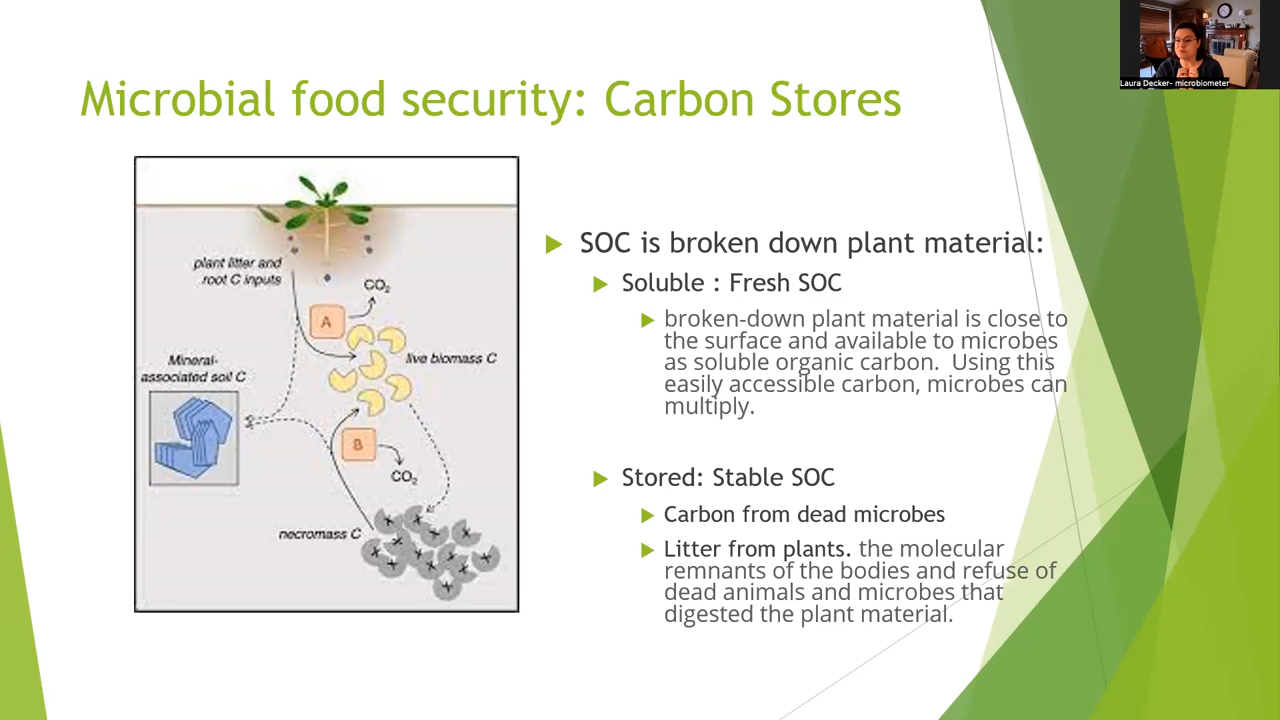 Laura Decker- microbiometer
Microbial food security: Carbon Stores
plant litter and
root C inputs
CO2
A
live biomass C
Mineral-
associated soil C
B
CO2
necromass C
SOC is broken down plant material:
Soluble : Fresh SOC
broken-down plant material is close to
the surface and available to microbes
as soluble organic carbon.  Using this
easily accessible carbon, microbes can
multiply.
Stored: Stable SOC
Carbon from dead microbes
Litter from plants. the molecular
remnants of the bodies and refuse of
dead animals and microbes that
digested the plant material.